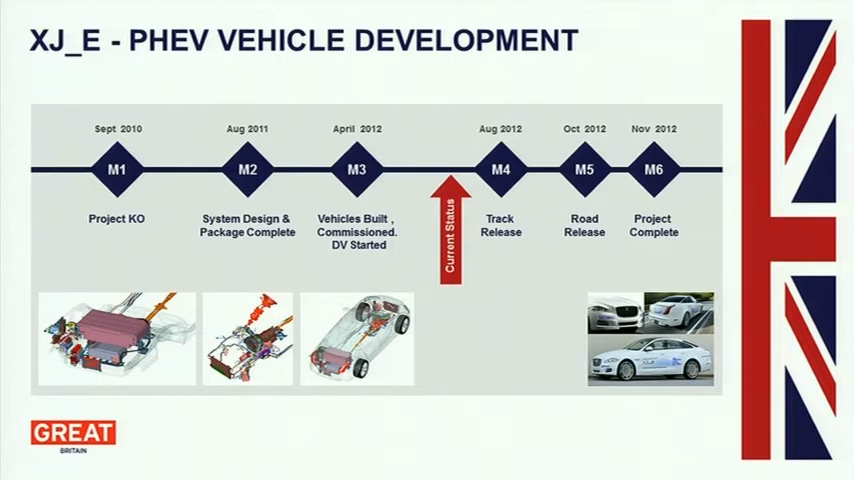 XJ_E - PHEV VEHICLE DEVELOPMENT
Sept 2010
Aug 2011
April 2012
Aug 2012
Oct 2012
Nov 2012
M1
M2
M3
M4
M5
M6
Project KO
System Design &
Package Complete
Vehicles Built ,
Commissioned.
DV Started
Current Status
Track
Release
Road
Release
Project
Complete
GREAT
BRITAIN